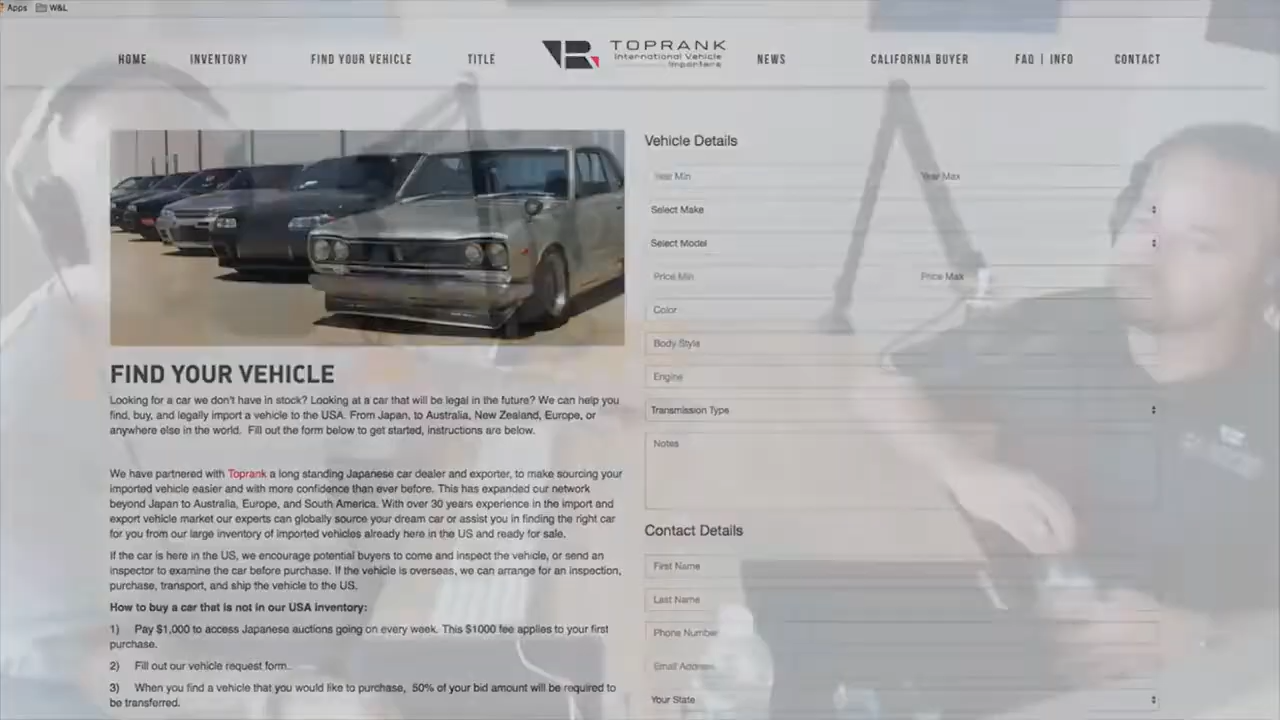 Apps W&L
HOME INVENTORY FIND YOUR VEHICLE TITLE TOPRANK NEWS CALIFORNIA BUYER FAQ | INFO CONTACT
International Vehicle
Importers
FIND YOUR VEHICLE
Looking for a car we don't have in stock? Looking at a car that will be legal in the future? We can help you
find, buy, and legally import a vehicle to the USA. From Japan, to Australia, New Zealand, Europe, or
anywhere else in the world. Fill out the form below to get started, instructions are below.
We have partnered with Toprank a long standing Japanese car dealer and exporter, to make sourcing your
imported vehicle easier and with more confidence than ever before. This has expanded our network
beyond Japan to Australia, Europe, and South America. With over 30 years experience in the import and
export vehicle market our experts can globally source your dream car or assist you in finding the right car
for you from our large inventory of imported vehicles already here in the US and ready for sale.
If the car is here in the US, we encourage potential buyers to come and inspect the vehicle, or send an
inspector to examine the car before purchase. If the vehicle is overseas, we can arrange for an inspection,
purchase, transport, and ship the vehicle to the US.
How to buy a car that is not in our USA inventory:
1) Pay $1,000 to access Japanese auctions going on every week. This $1000 fee applies to your first
purchase.
2) Fill out our vehicle request form.
3) When you find a vehicle that you would like to purchase, 50% of your bid amount will be required to
be transferred.
Vehicle Details
Year Min Year Max
Select Make
Select Model
Price Min Price Max
Color
Body Style
Engine
Transmission Type
Notes
Contact Details
First Name
Last Name
Phone Number
Email Address
Your State